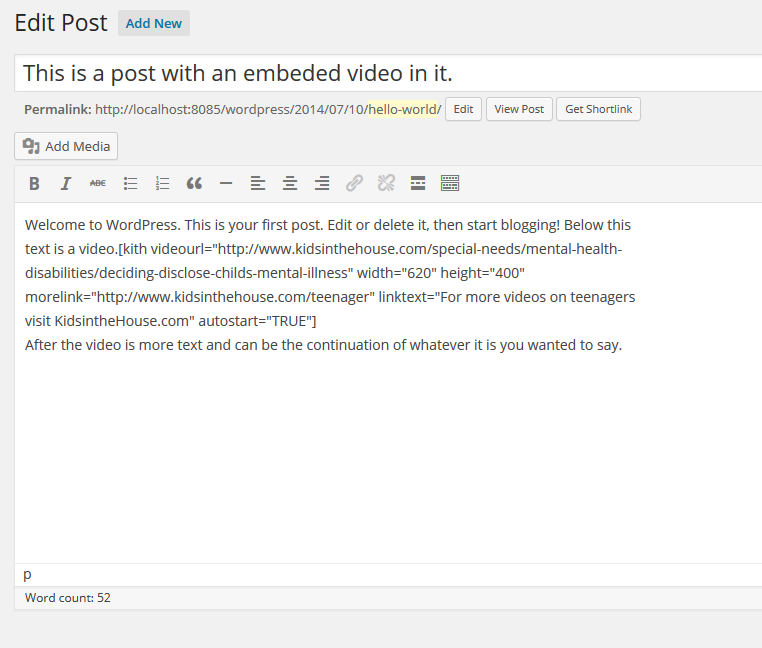 Edit Post Add New
This is a post with an embeded video in it.
Permalink: http://localhost:8085/wordpress/2014/07/10/hello-world/ Edit View Post Get Shortlink
Add Media
B I ABC
Welcome to WordPress. This is your first post. Edit or delete it, then start blogging! Below this
text is a video.[kith videourl="http://www.kidsinthehouse.com/special-needs/mental-health-
disabilities/deciding-disclose-childs-mental-illness" width="620" height="400"
morelink="http://www.kidsinthehouse.com/teenager" linktext="For more videos on teenagers
visit KidsintheHouse.com" autostart="TRUE"]
After the video is more text and can be the continuation of whatever it is you wanted to say.
p
Word count: 52